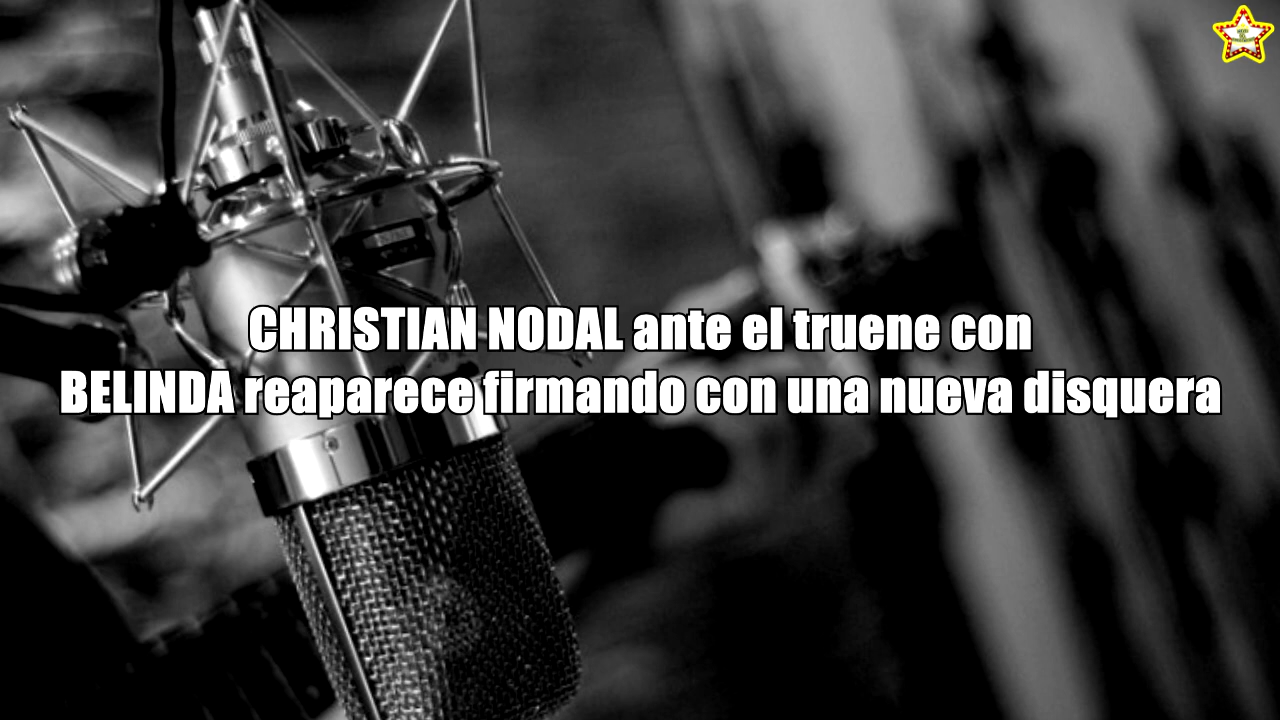 CHRISTIAN NODAL ante el truene con
BELINDA reaparece firmando con una nueva disquera